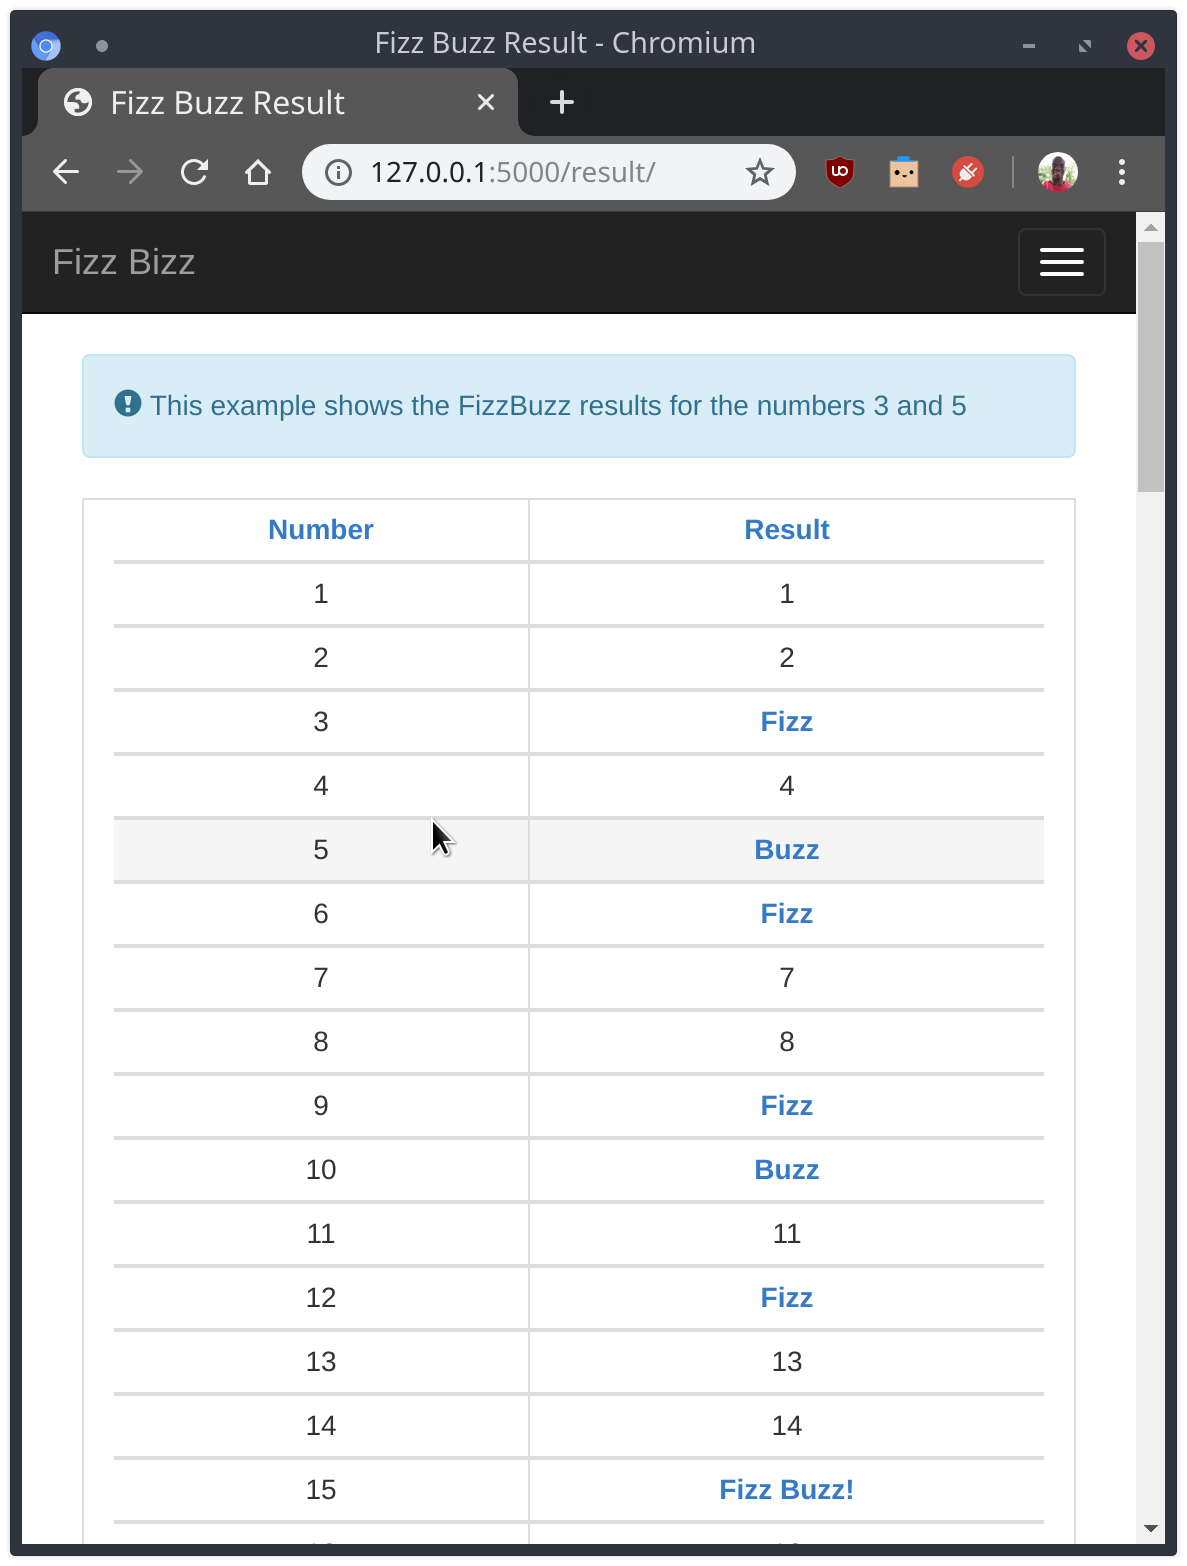 Fizz Buzz Result - Chromium
Fizz Buzz Result
127.0.0.1:5000/result/
Fizz Bizz
This example shows the FizzBuzz results for the numbers 3 and 5
Number Result
1 1
2 2
3 Fizz
4 4
5 Buzz
6 Fizz
7 7
8 8
9 Fizz
10 Buzz
11 11
12 Fizz
13 13
14 14
15 Fizz Buzz!